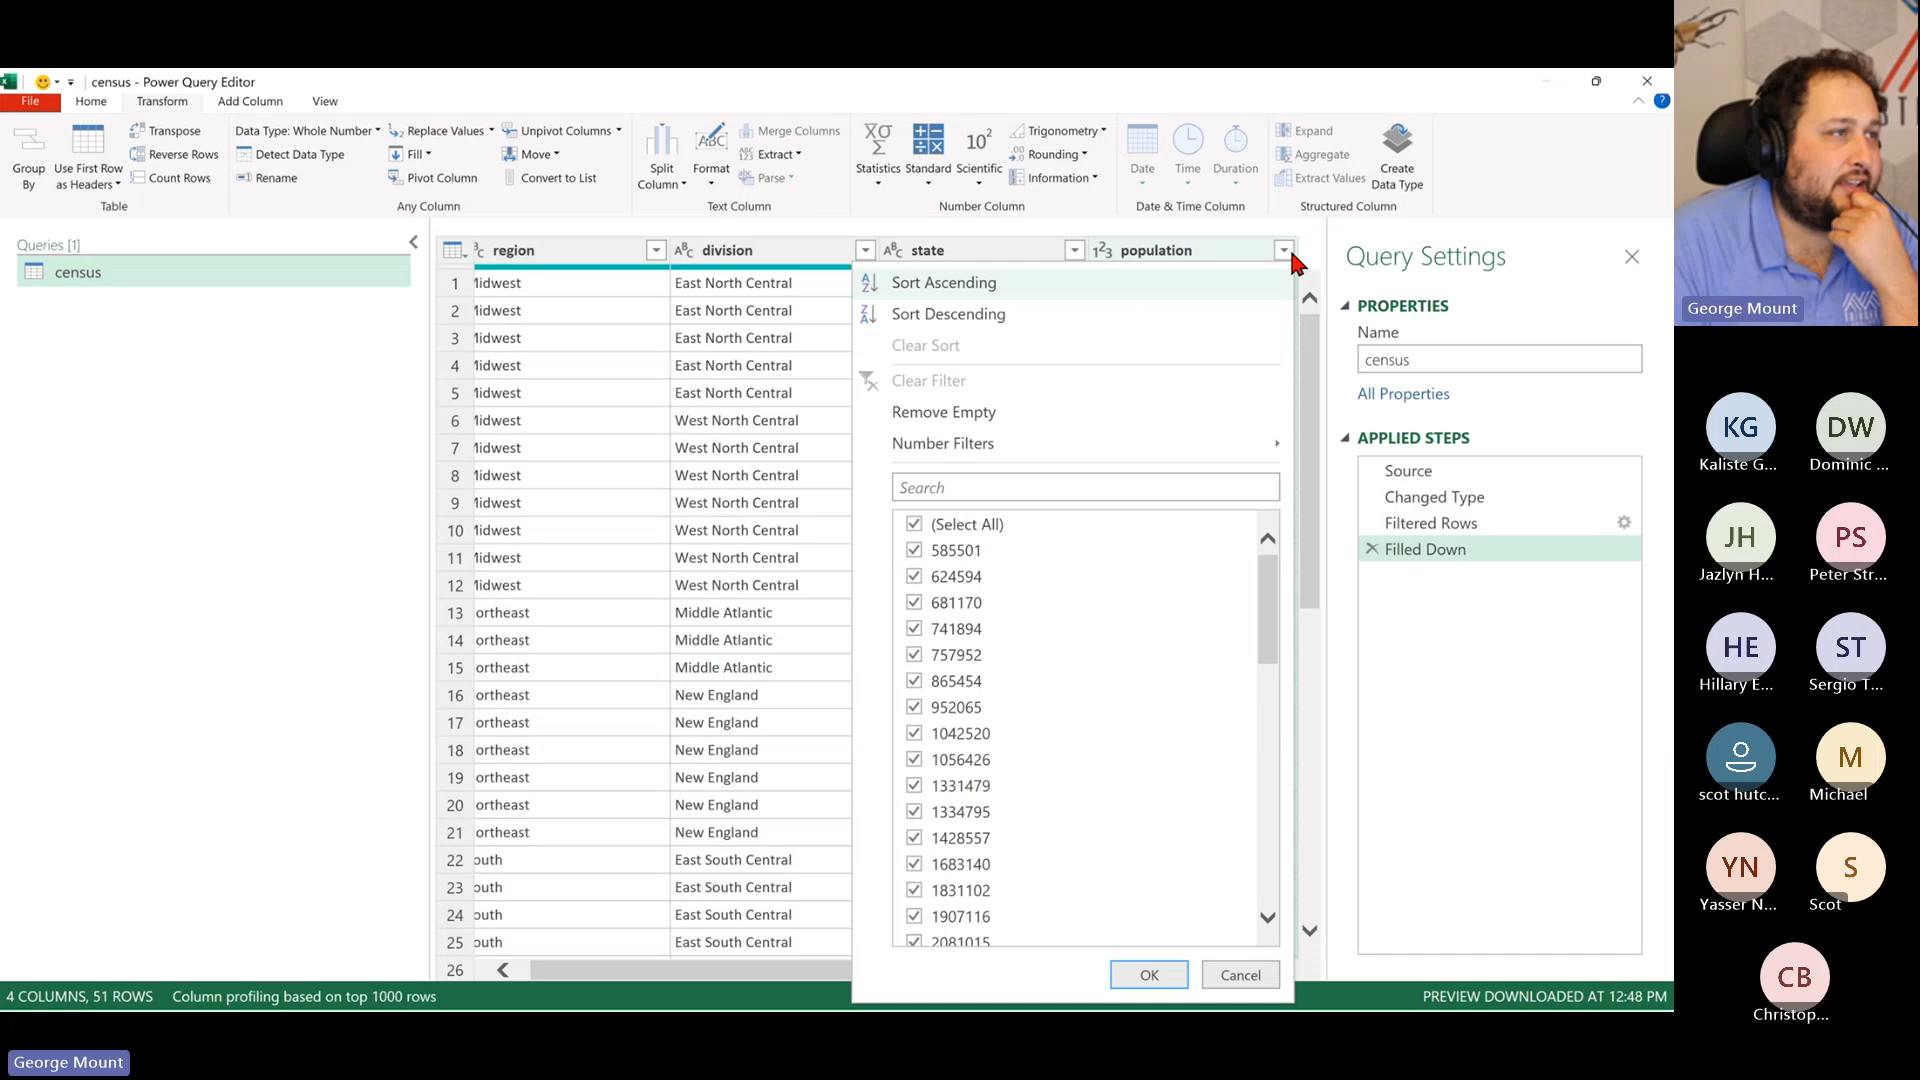 census - Power Query Editor
File
Home
Transform
Add Column
View
Group By
Use First Row as Headers
Transpose
Reverse Rows
Count Rows
Table
Data Type: Whole Number
Detect Data Type
Rename
Replace Values
Fill
Pivot Column
Unpivot Columns
Move
Convert to List
Any Column
Split Column
ABC
Format
Merge Columns
Extract
Parse
Text Column
Statistics
Standard
Scientific
Trigonometry
Rounding
Information
Number Column
Date
Time
Duration
Date & Time Column
Expand
Aggregate
Extract Values
Create Data Type
Structured Column
Queries [1]
census
region
division
state
population
1 Midwest East North Central
2 Midwest East North Central
3 Midwest East North Central
4 Midwest East North Central
5 Midwest East North Central
6 Midwest West North Central
7 Midwest West North Central
8 Midwest West North Central
9 Midwest West North Central
10 Midwest West North Central
11 Midwest West North Central
12 Midwest West North Central
13 ortheast Middle Atlantic
14 ortheast Middle Atlantic
15 ortheast Middle Atlantic
16 ortheast New England
17 ortheast New England
18 ortheast New England
19 ortheast New England
20 ortheast New England
21 ortheast New England
22 outh East South Central
23 outh East South Central
24 outh East South Central
25 outh East South Central
26
Sort Ascending
Sort Descending
Clear Sort
Clear Filter
Remove Empty
Number Filters
Search
(Select All)
585501
624594
681170
741894
757952
865454
952065
1042520
1056426
1331479
1334795
1428557
1683140
1831102
1907116
2081015
OK
Cancel
Query Settings
PROPERTIES
Name
census
All Properties
APPLIED STEPS
Source
Changed Type
Filtered Rows
Filled Down
4 COLUMNS, 51 ROWS
Column profiling based on top 1000 rows
PREVIEW DOWNLOADED AT 12:48 PM
George Mount
George Mount
KG
Kaliste G...
DW
Dominic ...
JH
Jazlyn H...
PS
Peter Str...
HE
Hillary E...
ST
Sergio T...
scot hutc...
M
Michael
YN
Yasser N...
S
Scot
CB
Christop...